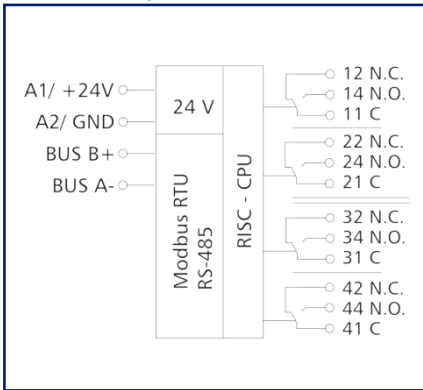 A1/ +24V
A2/ GND
BUS B+
BUS A-
24 V
Modbus RTU
RS-485
RISC - CPU
12 N.C.
14 N.O.
11 C
22 N.C.
24 N.O.
21 C
32 N.C.
34 N.O.
31 C
42 N.C.
44 N.O.
41 C